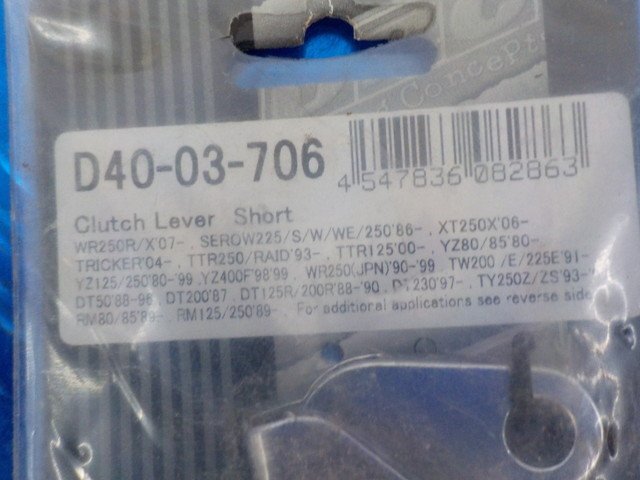 Concept
D40-03-706
4 547836 082863
Clutch Lever Short
WR250R/X'07- . SEROW225/S/W/WE/250'86- . XT250X'06-
TRICKER'04- . TTR250/RAID'93- . TTR125'00- . YZ80/85'80-
YZ125/250'80-'99 .YZ400F'98'99 . WR250(JPN)'90-'99 . TW200 /E/225E'91-
DT50'88-98 . DT200'87 . DT125R/200R'88-'90 . DT230'97- . TY250Z/ZS'93-
RM80/85'89- . RM125/250'89- . For additional applications see reverse side